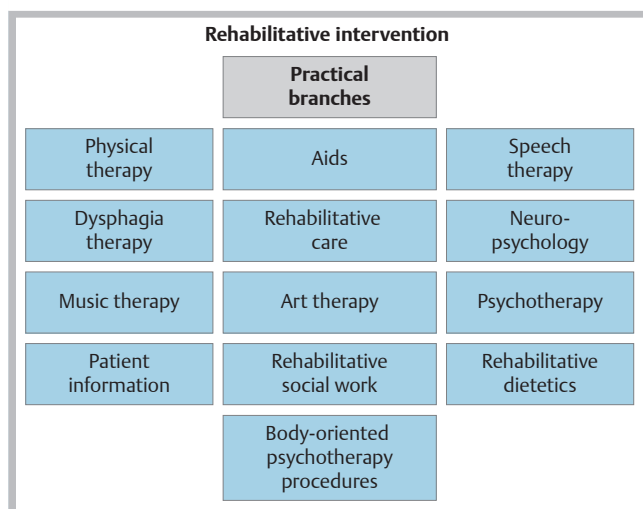 Rehabilitative intervention
Practical
branches
Physical
therapy
Aids
Speech
therapy
Dysphagia
therapy
Rehabilitative
care
Neuro-
psychology
Music therapy
Art therapy
Psychotherapy
Patient
information
Rehabilitative
social work
Rehabilitative
dietetics
Body-oriented
psychotherapy
procedures